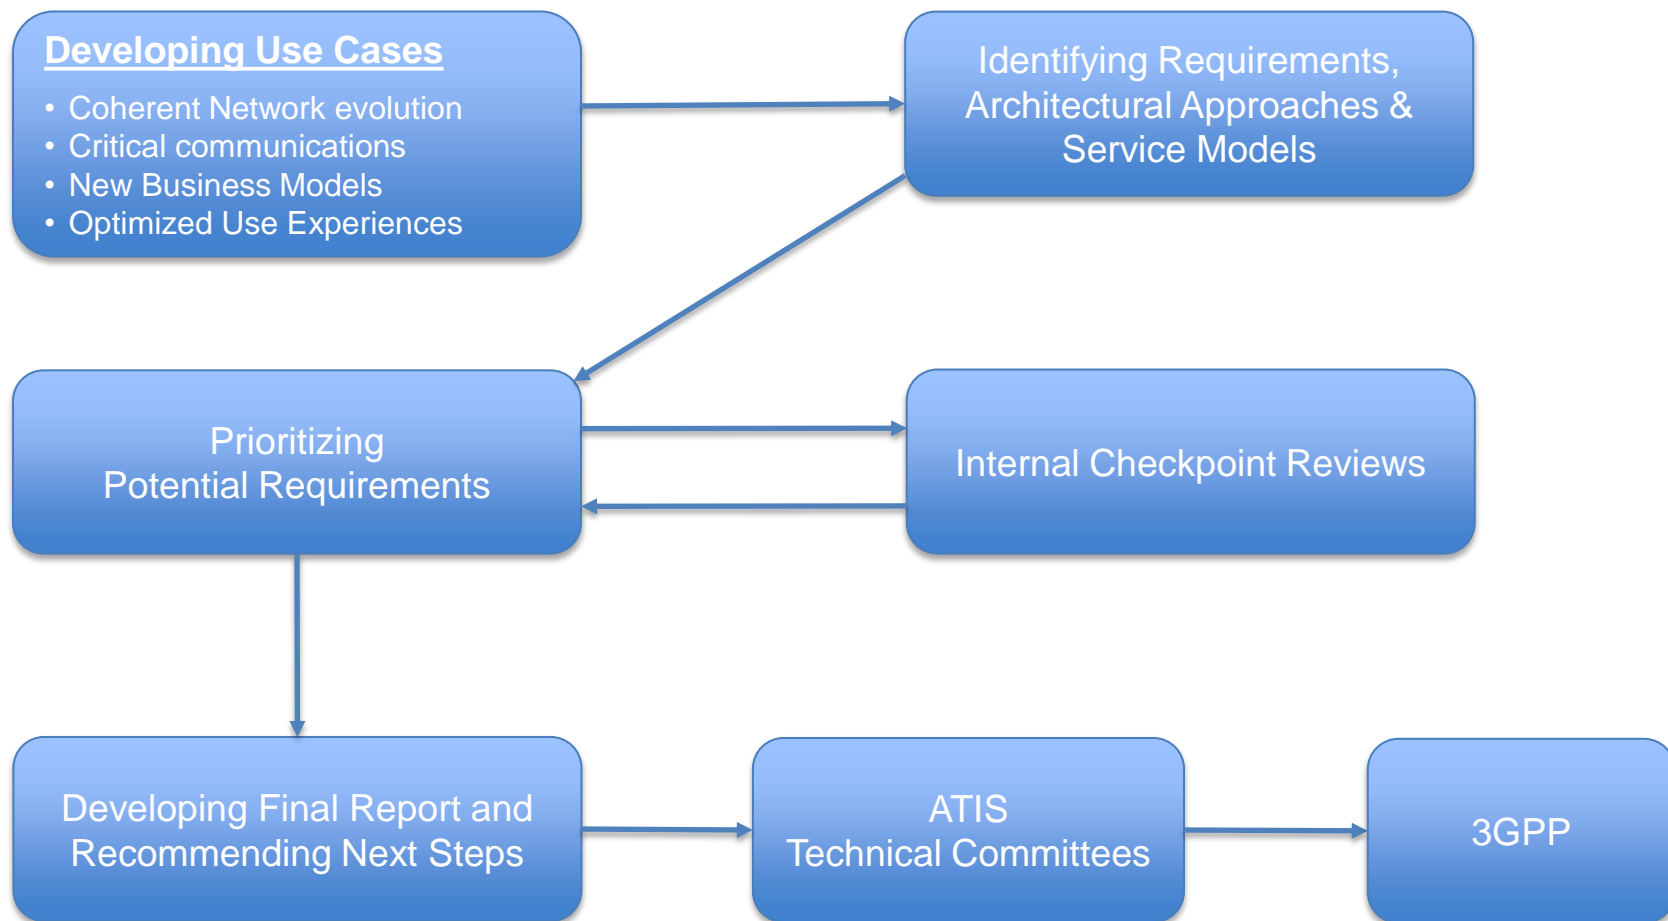 Developing Use Cases
• Coherent Network evolution
• Critical communications
• New Business Models
• Optimized Use Experiences
Identifying Requirements,
Architectural Approaches &
Service Models
Prioritizing
Potential Requirements
Internal Checkpoint Reviews
Developing Final Report and
Recommending Next Steps
ATIS
Technical Committees
3GPP